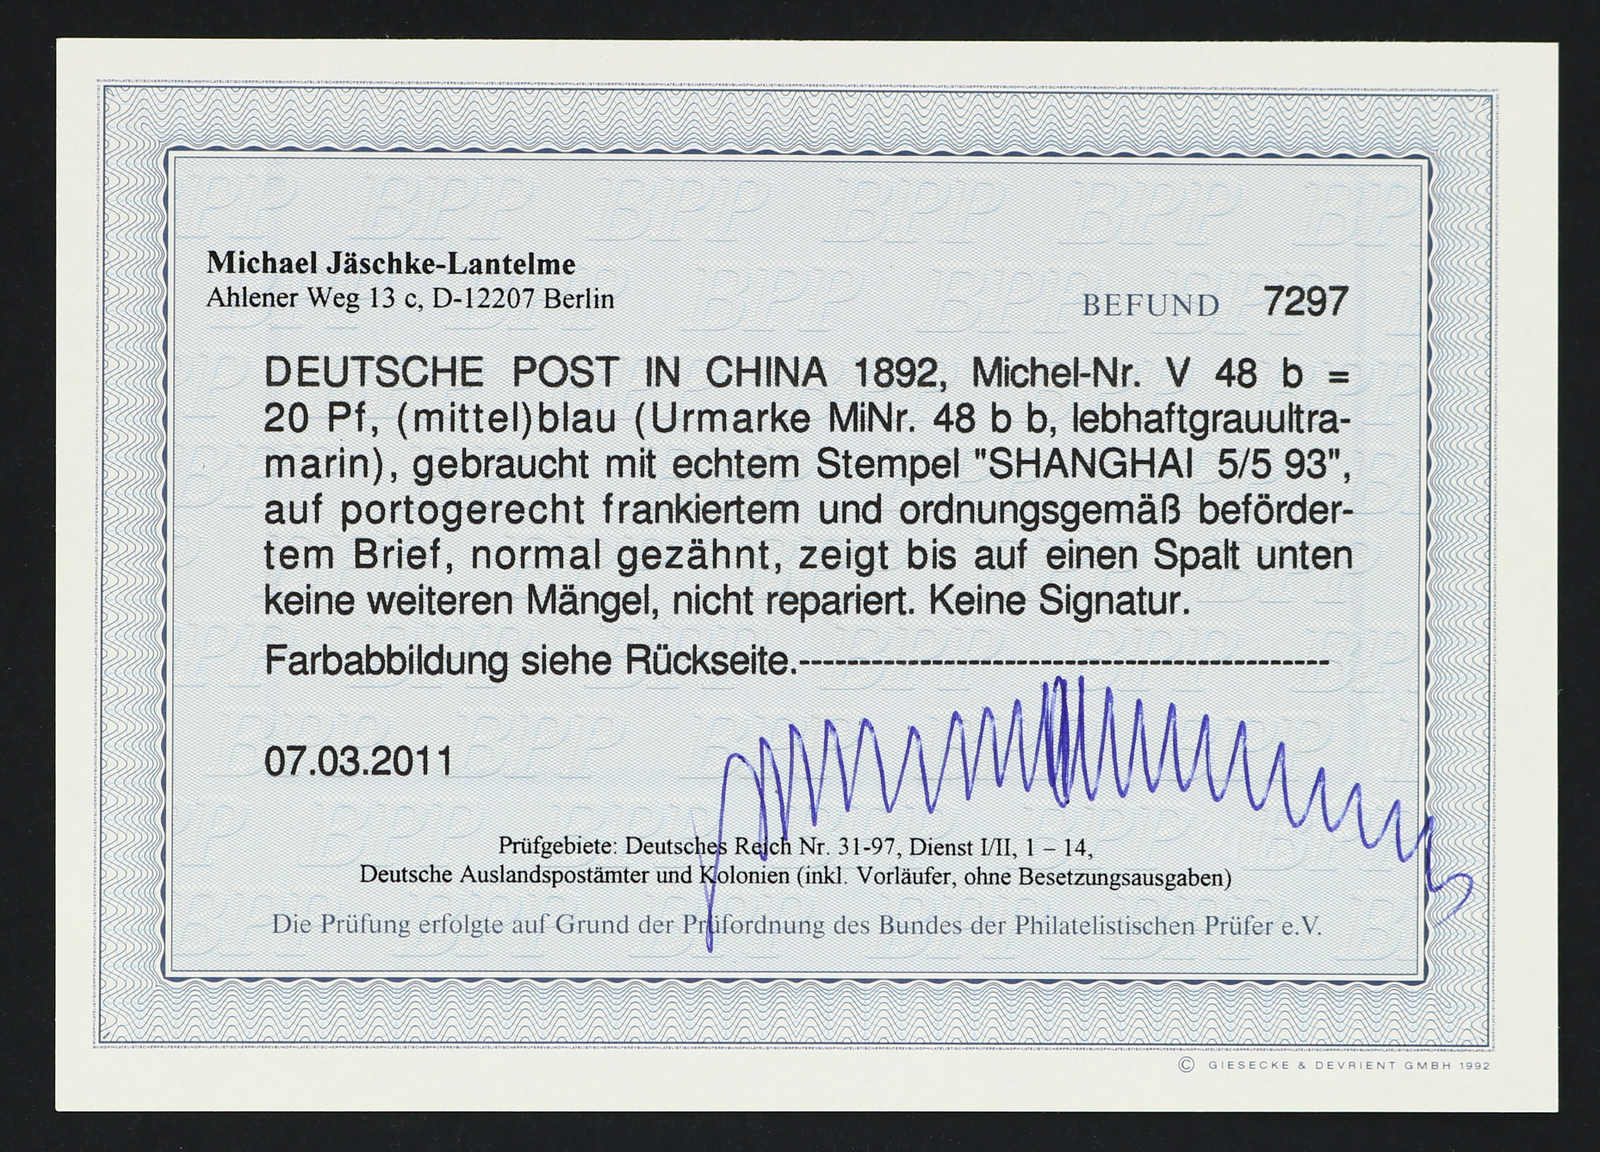 Michael Jäschke-Lantelme
Ahlener Weg 13 c, D-12207 Berlin
BEFUND 7297
DEUTSCHE POST IN CHINA 1892, Michel-Nr. V 48 b =
20 Pf, (mittel)blau (Urmarke MiNr. 48 b b, lebhaftgrauultra-
marin), gebraucht mit echtem Stempel "SHANGHAI 5/5 93",
auf portogerecht frankiertem und ordnungsgemäß beförder-
tem Brief, normal gezähnt, zeigt bis auf einen Spalt unten
keine weiteren Mängel, nicht repariert. Keine Signatur.
Farbabbildung siehe Rückseite.--------------------------------------------
07.03.2011
Prüfgebiete: Deutsches Reich Nr. 31-97, Dienst I/II, 1 – 14,
Deutsche Auslandspostämter und Kolonien (inkl. Vorläufer, ohne Besetzungsausgaben)
Die Prüfung erfolgte auf Grund der Prüfordnung des Bundes der Philatelistischen Prüfer e.V.
© GIESECKE & DEVRIENT GMBH 1992